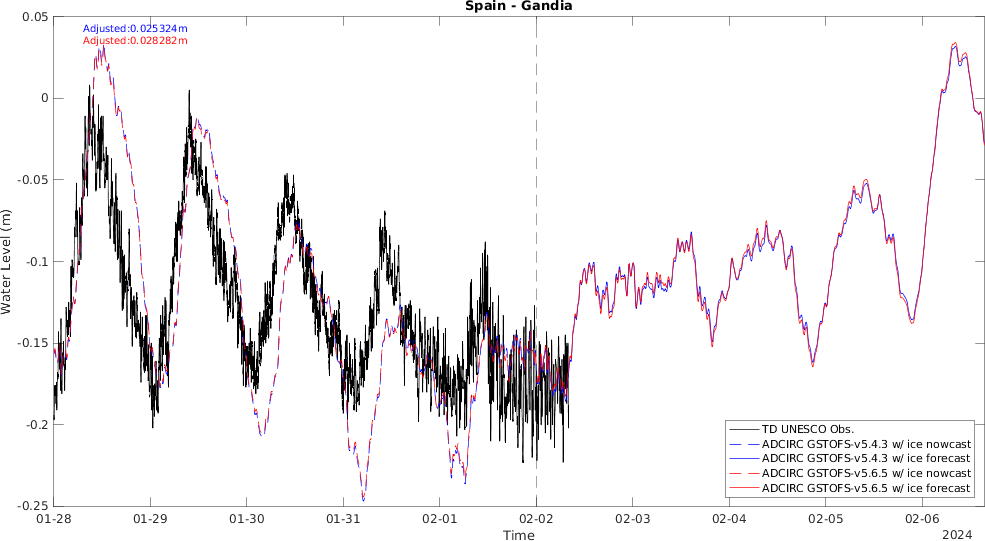 Spain - Gandia
Adjusted:0.025324m
Adjusted:0.028282m
0.05
0
-0.05
-0.1
-0.15
-0.2
-0.25
Water Level (m)
TD UNESCO Obs.
ADCIRC GSTOFS-v5.4.3 w/ ice nowcast
ADCIRC GSTOFS-v5.4.3 w/ ice forecast
ADCIRC GSTOFS-v5.6.5 w/ ice nowcast
ADCIRC GSTOFS-v5.6.5 w/ ice forecast
01-28 01-29 01-30 01-31 02-01 02-02 02-03 02-04 02-05 02-06
Time
2024